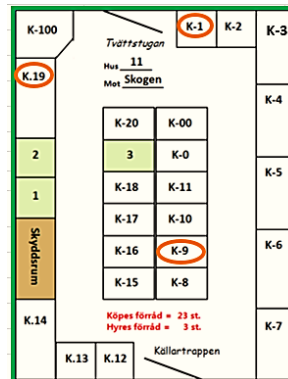 K-100
K-1
K-2
K-3
Tvättstugan
Hus 11
Mot Skogen
K.19
K-4
K-20
K-00
2
3
K-0
K-5
1
K-18
K-11
K-17
K-10
Skyddsrum
K-16
K-9
K-6
K-15
K-8
K.14
Köpes förråd = 23 st.
Hyres förråd = 3 st.
K-7
K.13
K.12
Källartrappen